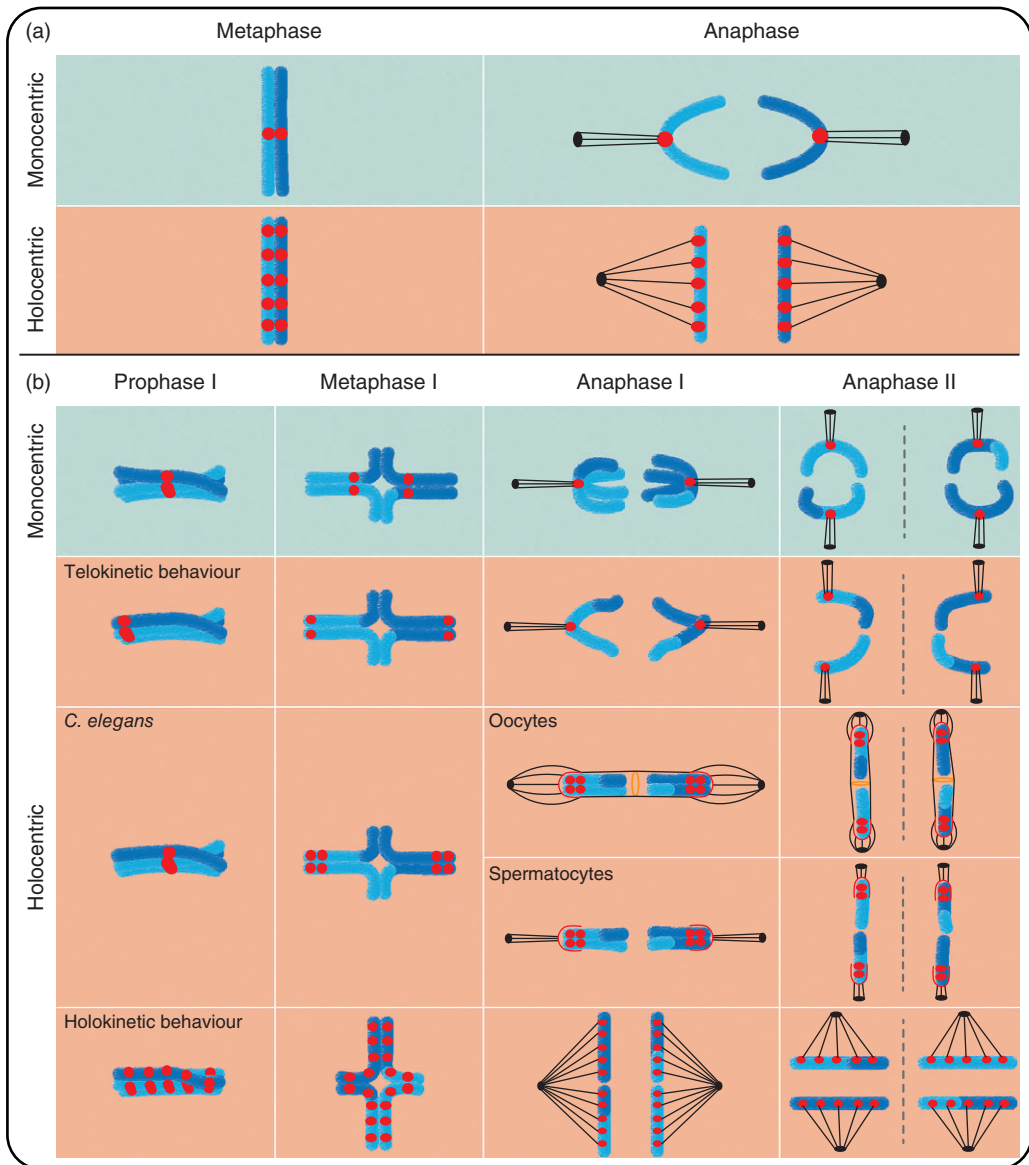 (a)
Metaphase
Anaphase
Monocentric
Holocentric
(b)
Prophase I
Metaphase I
Anaphase I
Anaphase II
Monocentric
Holocentric
Telokinetic behaviour
C. elegans
Oocytes
Spermatocytes
Holokinetic behaviour